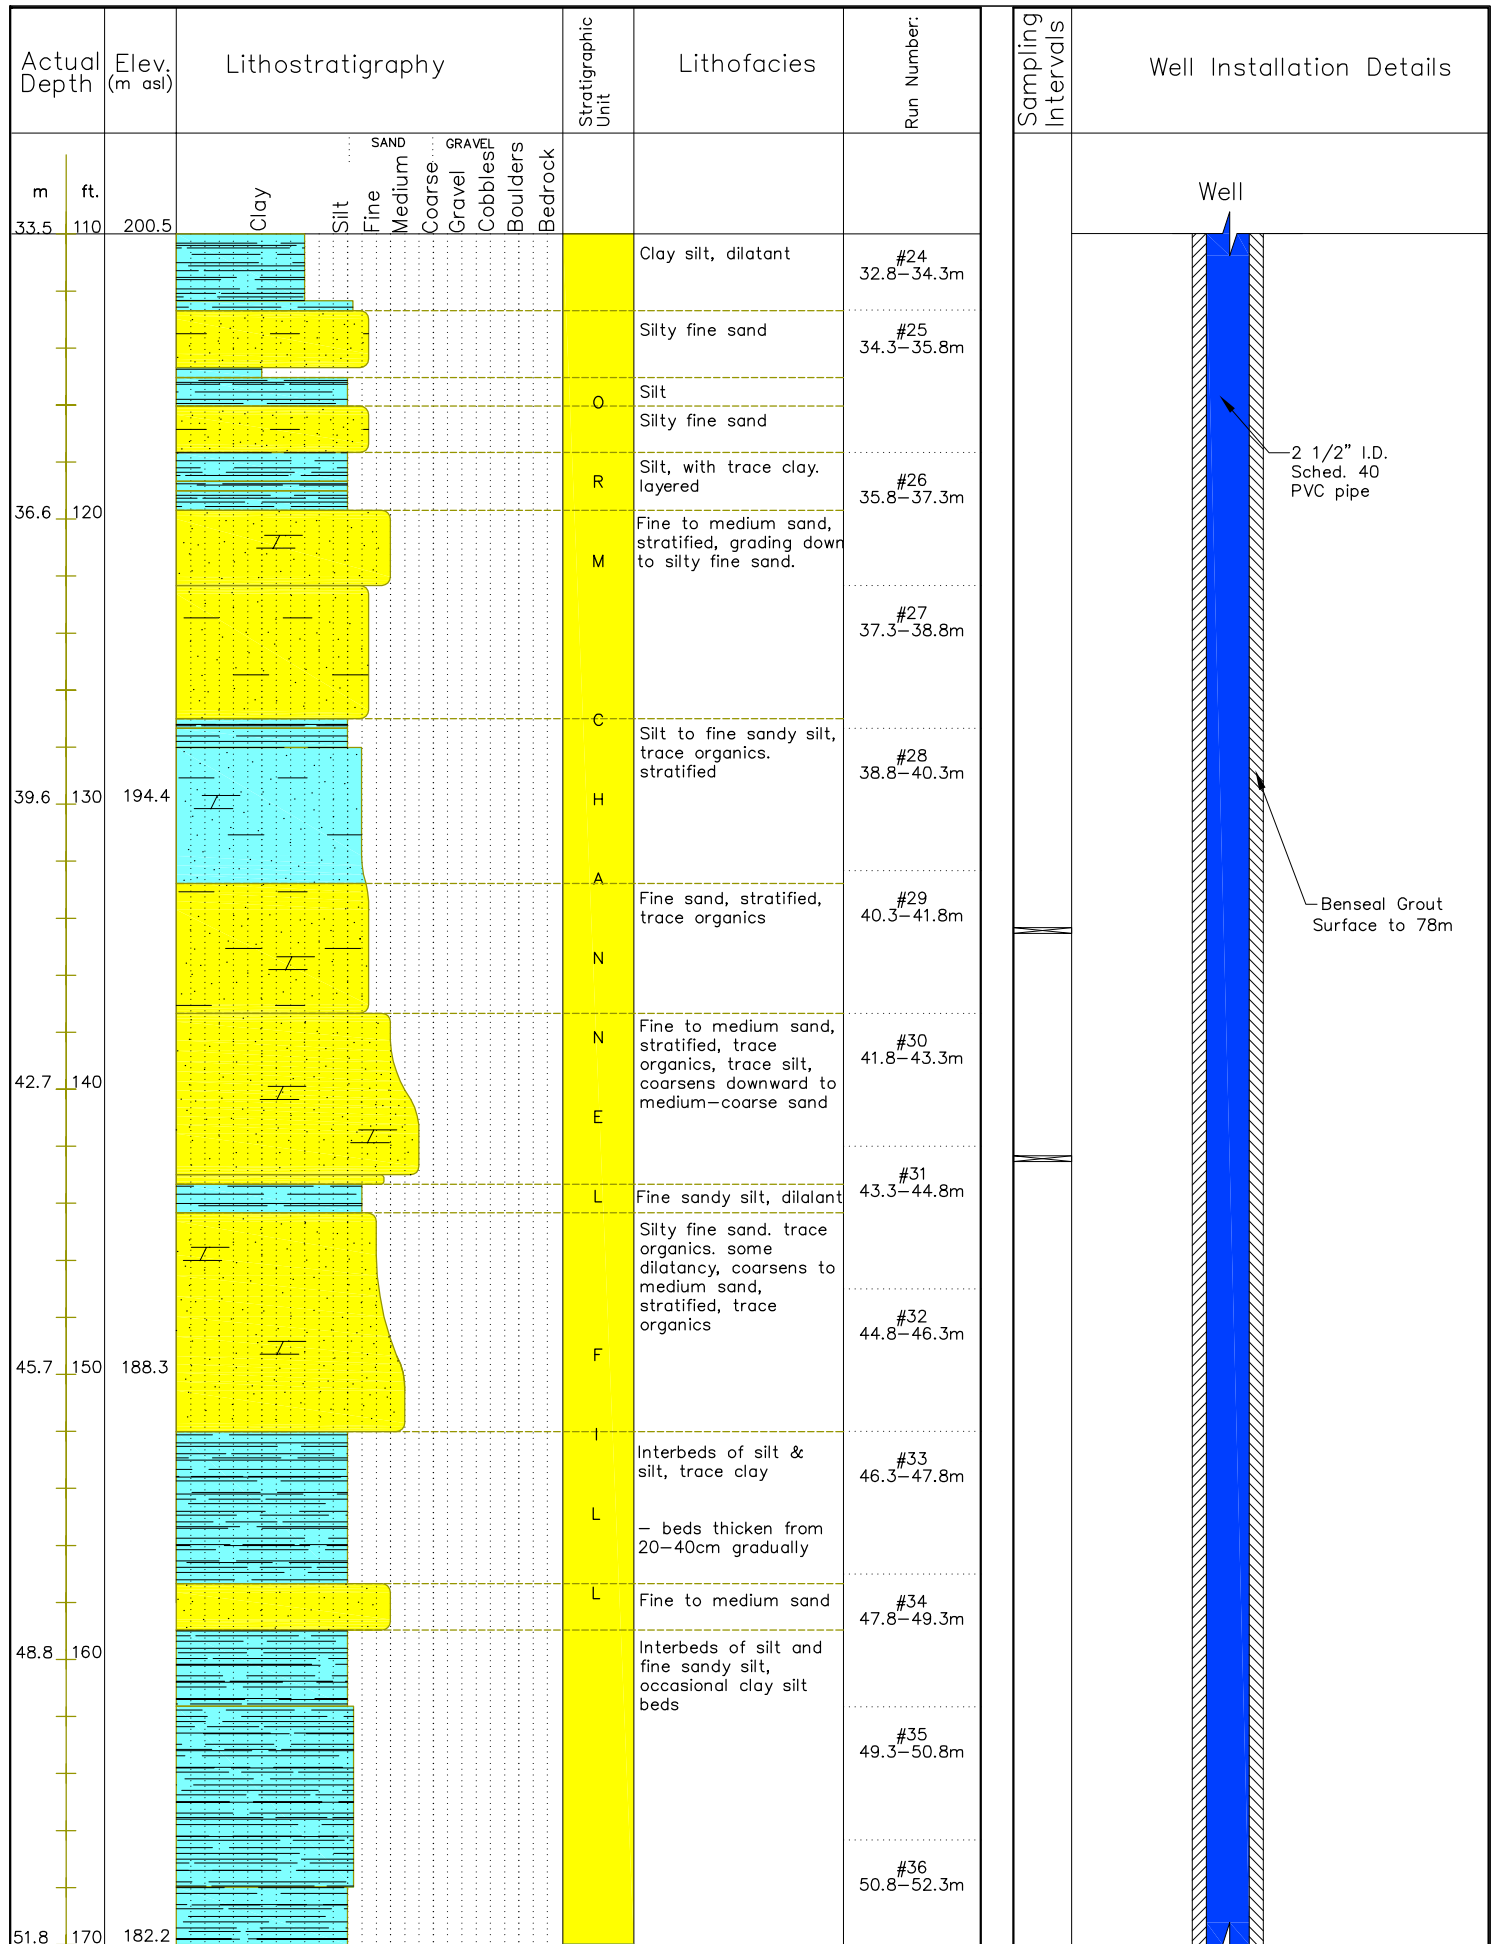 Actual
Depth
Elev.
(m asl)
Lithostratigraphy
Stratigraphic
Unit
Lithofacies
Run Number:
Sampling
Intervals
Well Installation Details
m
ft.
Clay
Silt
SAND
Fine
Medium
Coarse
GRAVEL
Gravel
Cobbles
Boulders
Bedrock
Well
33.5 110 200.5
36.6 120
39.6 130 194.4
42.7 140
45.7 150 188.3
48.8 160
51.8 170 182.2
O
R
M
C
H
A
N
N
E
L
F
I
L
L
Clay silt, dilatant
Silty fine sand
Silt
Silty fine sand
Silt, with trace clay.
layered
Fine to medium sand,
stratified, grading down
to silty fine sand.
Silt to fine sandy silt,
trace organics.
stratified
Fine sand, stratified,
trace organics
Fine to medium sand,
stratified, trace
organics, trace silt,
coarsens downward to
medium-coarse sand
Fine sandy silt, dilalant
Silty fine sand. trace
organics. some
dilatancy, coarsens to
medium sand,
stratified, trace
organics
Interbeds of silt &
silt, trace clay
- beds thicken from
20-40cm gradually
Fine to medium sand
Interbeds of silt and
fine sandy silt,
occasional clay silt
beds
#24
32.8-34.3m
#25
34.3-35.8m
#26
35.8-37.3m
#27
37.3-38.8m
#28
38.8-40.3m
#29
40.3-41.8m
#30
41.8-43.3m
#31
43.3-44.8m
#32
44.8-46.3m
#33
46.3-47.8m
#34
47.8-49.3m
#35
49.3-50.8m
#36
50.8-52.3m
2 1/2" I.D.
Sched. 40
PVC pipe
Benseal Grout
Surface to 78m